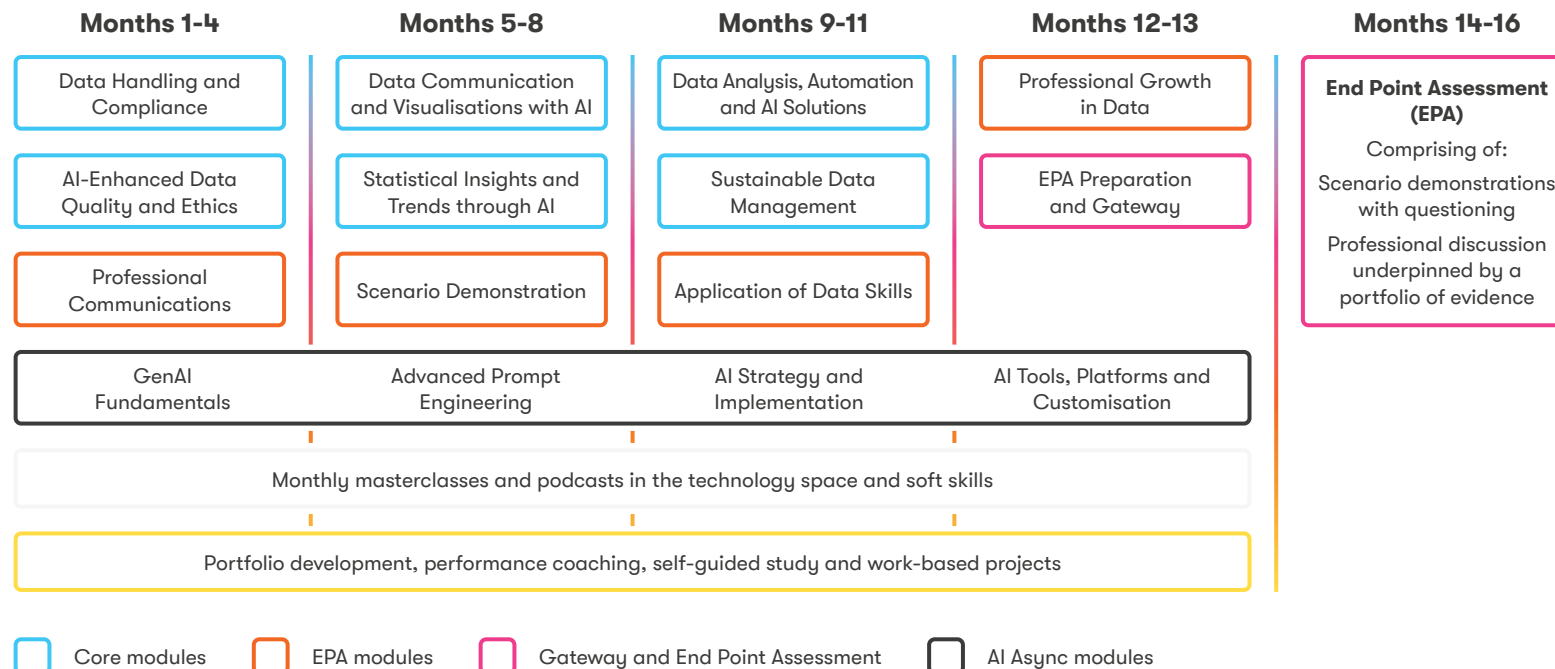 Months 1-4
Months 5-8
Months 9-11
Months 12-13
Months 14-16
Data Handling and
Compliance
Data Communication
and Visualisations with AI
Data Analysis, Automation
and AI Solutions
Professional Growth
in Data
End Point Assessment
(EPA)
Comprising of:
Scenario demonstrations
with questioning
Professional discussion
underpinned by a
portfolio of evidence
AI-Enhanced Data
Quality and Ethics
Statistical Insights and
Trends through AI
Sustainable Data
Management
EPA Preparation
and Gateway
Professional
Communications
Scenario Demonstration
Application of Data Skills
GenAI
Fundamentals
Advanced Prompt
Engineering
AI Strategy and
Implementation
AI Tools, Platforms and
Customisation
Monthly masterclasses and podcasts in the technology space and soft skills
Portfolio development, performance coaching, self-guided study and work-based projects
Core modules
EPA modules
Gateway and End Point Assessment
AI Async modules